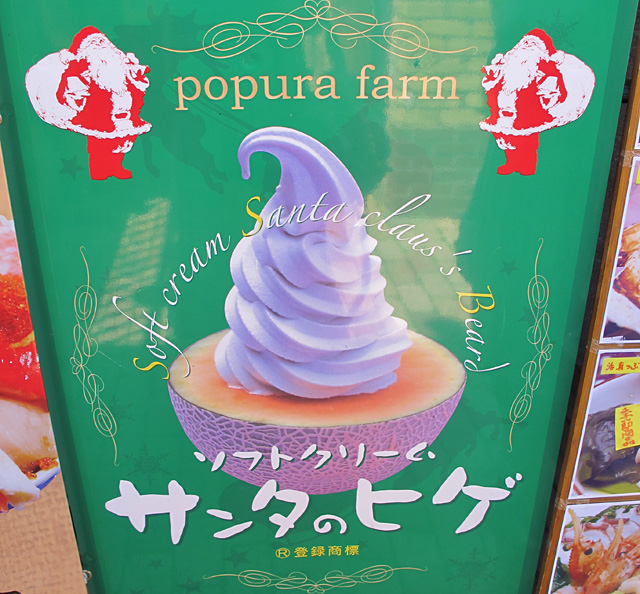 popura farm
Soft cream Santa claus's Beard
ソフトクリーム
サンタのヒゲ
®登録商標